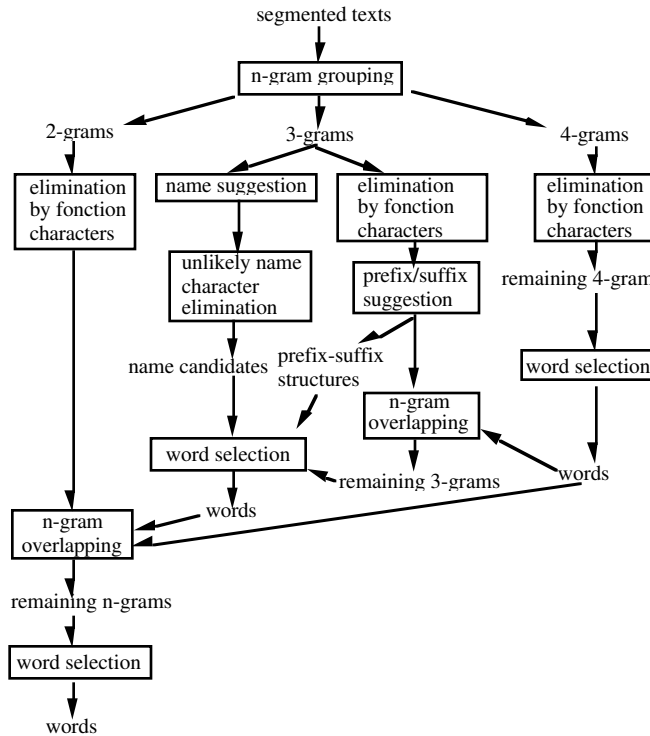 segmented texts
n-gram grouping
2-grams
3-grams
4-grams
elimination
by fonction
characters
name suggestion
elimination
by fonction
characters
elimination
by fonction
characters
unlikely name
character
elimination
prefix/suffix
suggestion
remaining 4-gram
name candidates
prefix-suffix
structures
word selection
n-gram
overlapping
word selection
remaining 3-grams
words
words
n-gram
overlapping
remaining n-grams
word selection
words